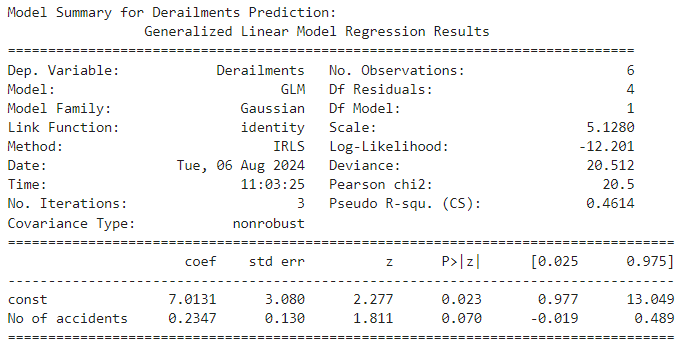 Model Summary for Derailments Prediction:
Generalized Linear Model Regression Results
==============================================================================
Dep. Variable: Derailments No. Observations: 6
Model: GLM Df Residuals: 4
Model Family: Gaussian Df Model: 1
Link Function: identity Scale: 5.1280
Method: IRLS Log-Likelihood: -12.201
Date: Tue, 06 Aug 2024 Deviance: 20.512
Time: 11:03:25 Pearson chi2: 20.5
No. Iterations: 3 Pseudo R-squ. (CS): 0.4614
Covariance Type: nonrobust
===================================================================================
coef std err z P>|z| [0.025 0.975]
-----------------------------------------------------------------------------------
const 7.0131 3.080 2.277 0.023 0.977 13.049
No of accidents 0.2347 0.130 1.811 0.070 -0.019 0.489
===================================================================================